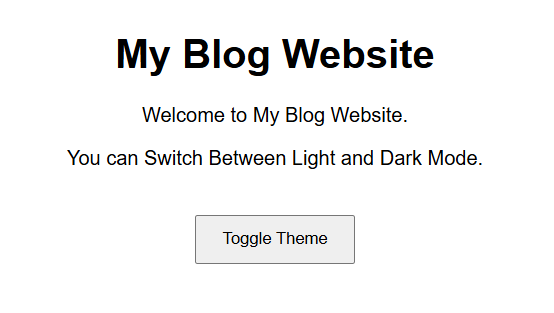 My Blog Website
Welcome to My Blog Website.
You can Switch Between Light and Dark Mode.
Toggle Theme